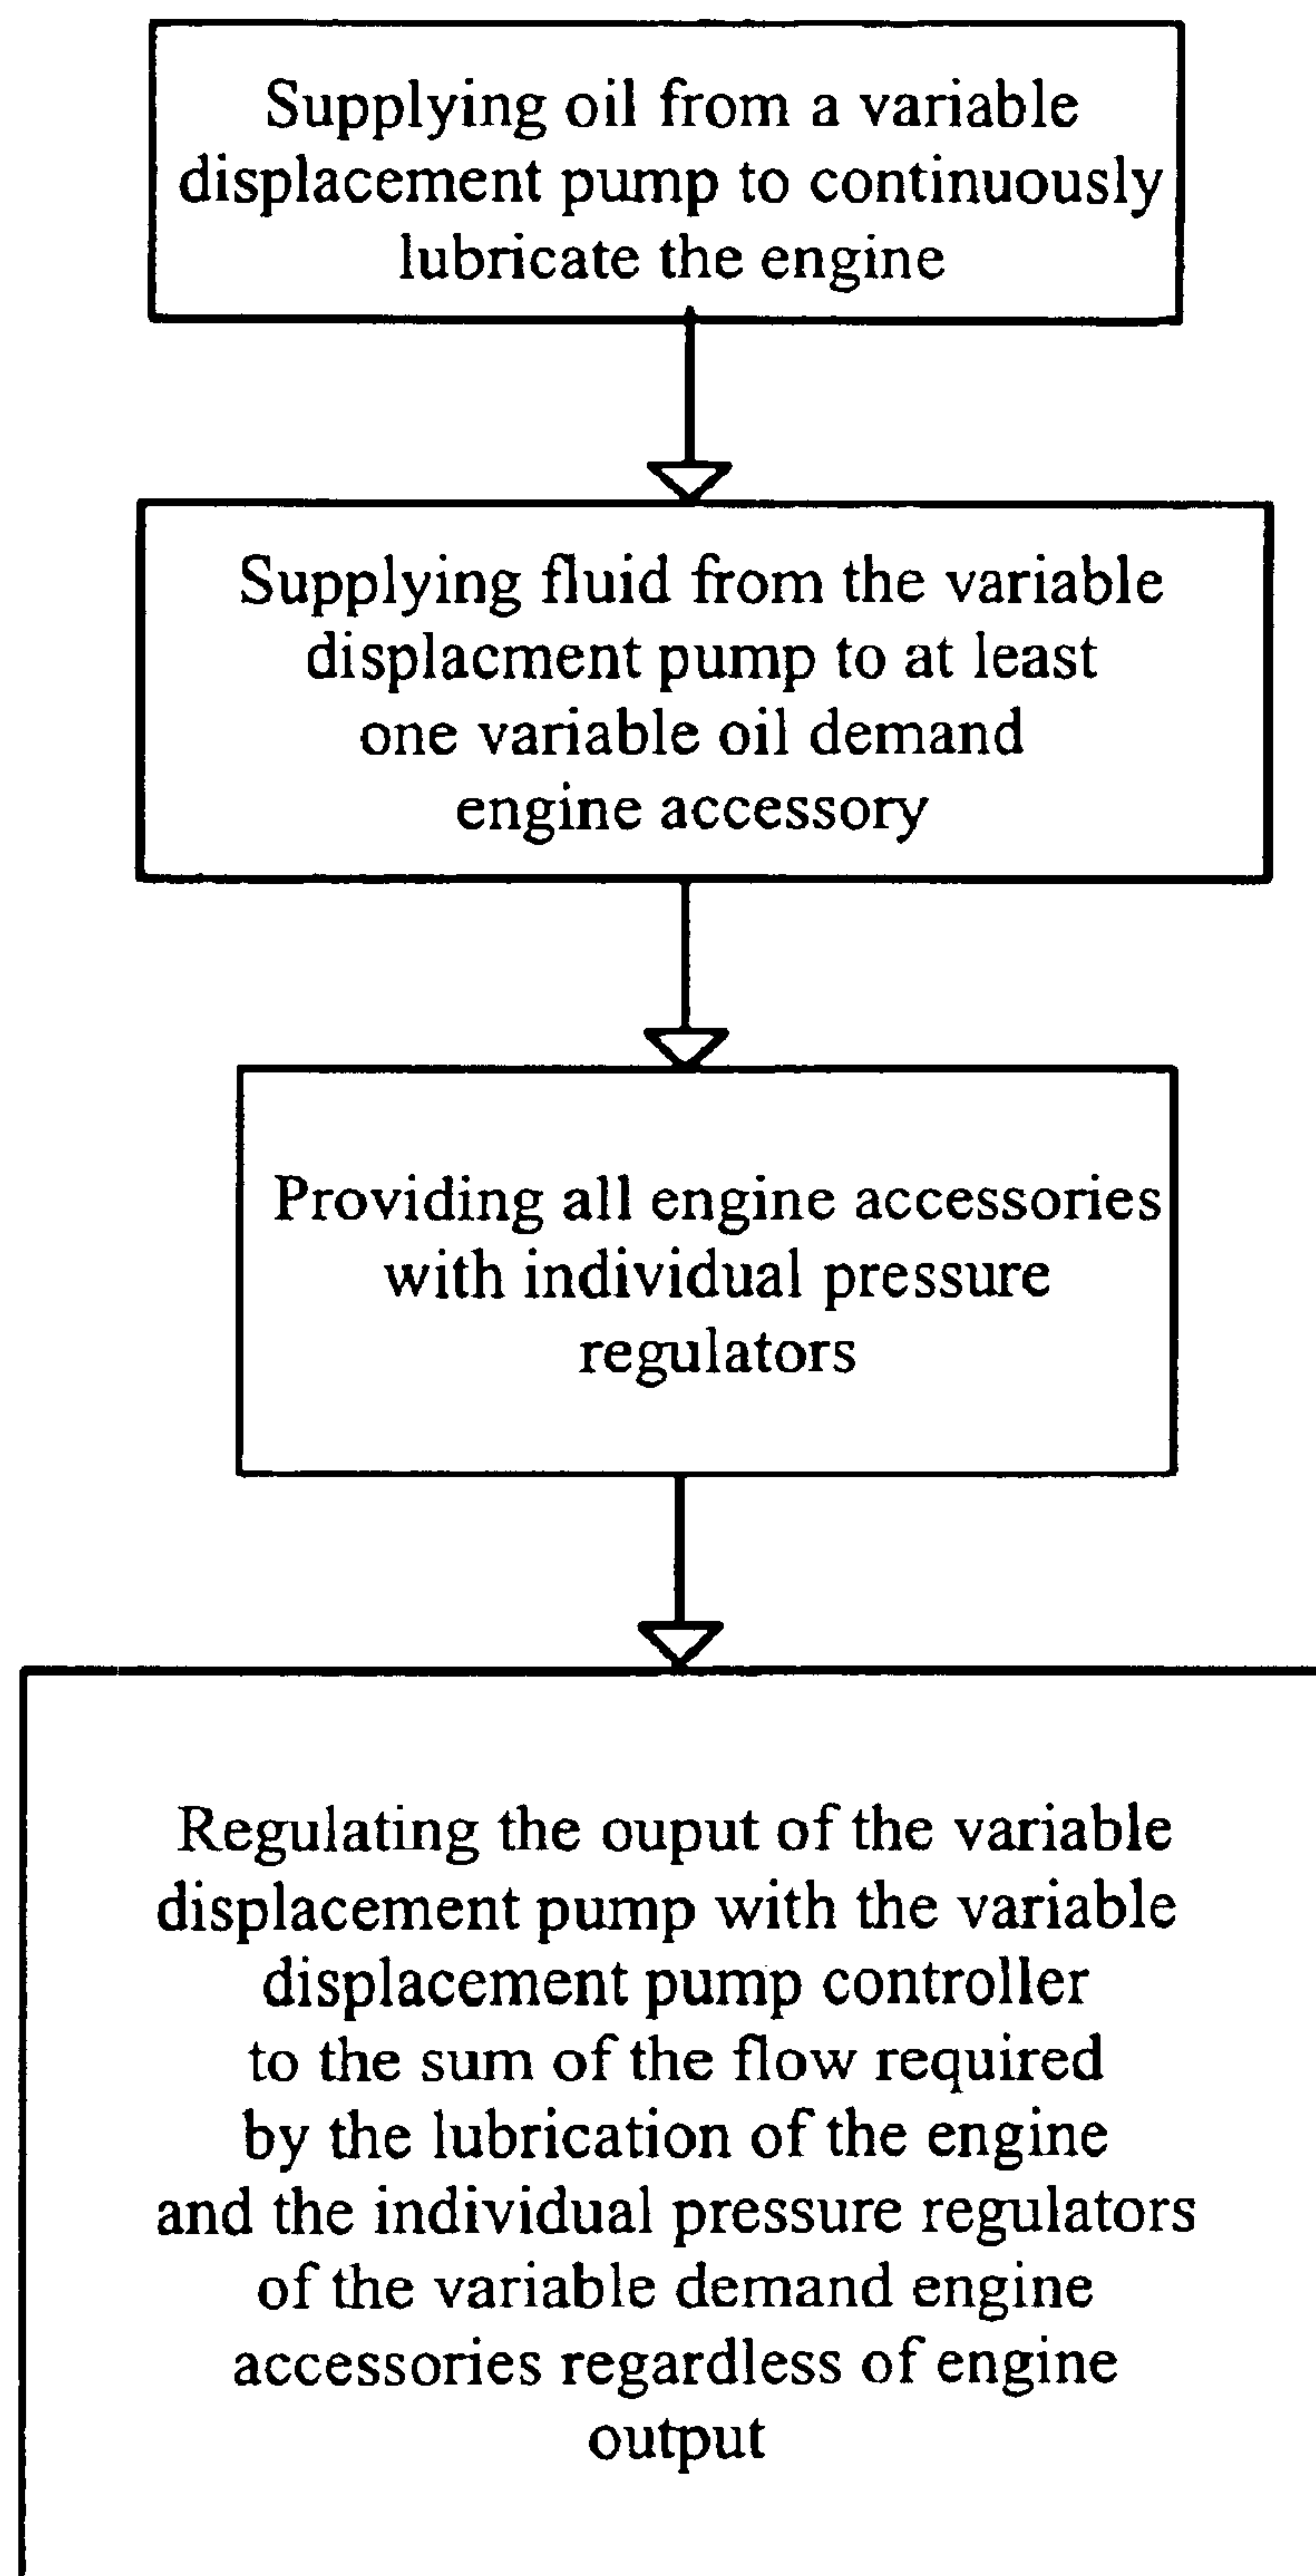 Supplying oil from a variable
displacement pump to continuously
lubricate the engine
Supplying fluid from the variable
displacment pump to at least
one variable oil demand
engine accessory
Providing all engine accessories
with individual pressure
regulators
Regulating the ouput of the variable
displacement pump with the variable
displacement pump controller
to the sum of the flow required
by the lubrication of the engine
and the individual pressure regulators
of the variable demand engine
accessories regardless of engine
output